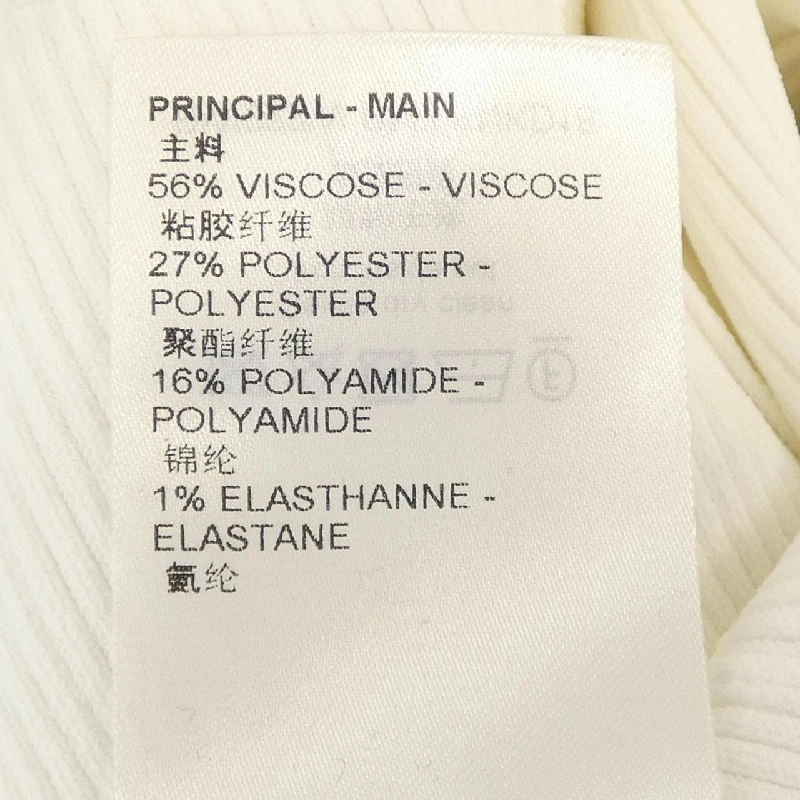 PRINCIPAL - MAIN
主料
56% VISCOSE - VISCOSE
粘胶纤维
27% POLYESTER -
POLYESTER
聚酯纤维
16% POLYAMIDE -
POLYAMIDE
锦纶
1% ELASTHANNE -
ELASTANE
氨纶